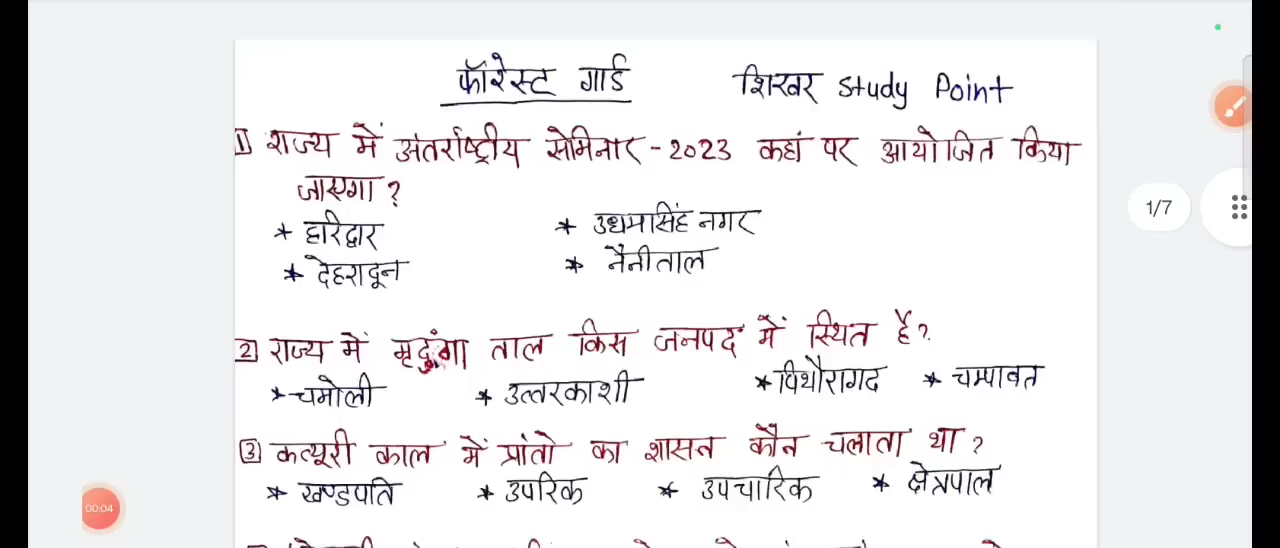 फॉरेस्ट गार्ड शिखर Study Point
1) राज्य में अंतर्राष्ट्रीय सेमिनार - 2023 कहां पर आयोजित किया
जाएगा?
* हरिद्वार * उधमसिंह नगर
* देहरादून * नैनीताल
1/7
2) राज्य में मृदुंगा ताल किस जनपद में स्थित है?
* चमोली * उत्तरकाशी * पिथौरागढ * चम्पावत
3) कत्यूरी काल में प्रांतो का शासन कौन चलाता था?
* खण्डपति * उपरिक * उपचारिक * क्षेत्रपाल
00:04